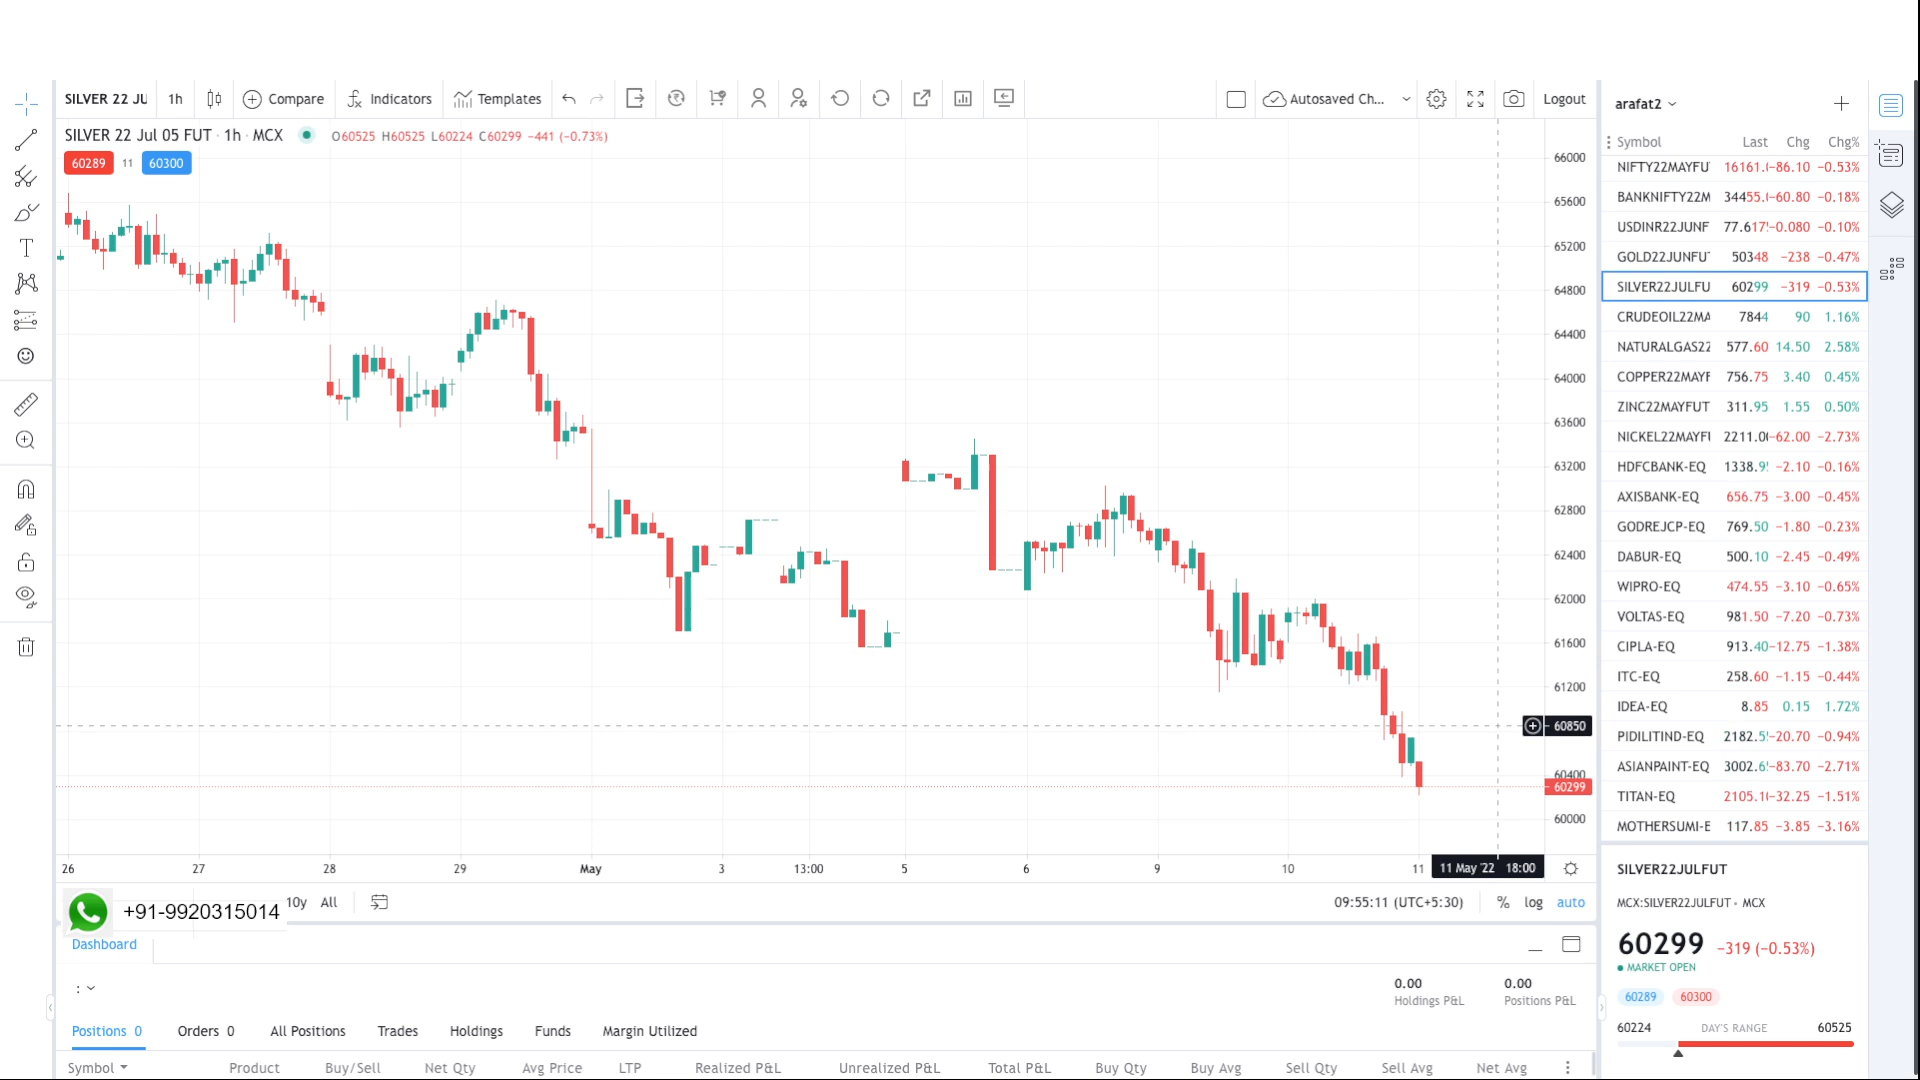 SILVER 22 JU 1h Compare Indicators Templates Autosaved Ch... Logout
SILVER 22 Jul 05 FUT · 1h · MCX O60525 H60525 L60224 C60299 −441 (−0.73%)
60289 11 60300
66000
65600
65200
64800
64400
64000
63600
63200
62800
62400
62000
61600
61200
60850
60400
60299
60000
26 27 28 29 May 3 13:00 5 6 9 10 11 11 May '22 18:00
+91-9920315014 10y All 09:55:11 (UTC+5:30) % log auto
Dashboard
: 
0.00 0.00
Holdings P&L Positions P&L
Positions 0 Orders 0 All Positions Trades Holdings Funds Margin Utilized
Symbol Product Buy/Sell Net Qty Avg Price LTP Realized P&L Unrealized P&L Total P&L Buy Qty Buy Avg Sell Qty Sell Avg Net Avg
arafat2
Symbol Last Chg Chg%
NIFTY22MAYFU 16161. −86.10 −0.53%
BANKNIFTY22M 34455. −60.80 −0.18%
USDINR22JUNF 77.617 −0.080 −0.10%
GOLD22JUNFU 50348 −238 −0.47%
SILVER22JULFU 60299 −319 −0.53%
CRUDEOIL22MA 7844 90 1.16%
NATURALGAS22 577.60 14.50 2.58%
COPPER22MAYF 756.75 3.40 0.45%
ZINC22MAYFUT 311.95 1.55 0.50%
NICKEL22MAYF 2211.0 −62.00 −2.73%
HDFCBANK-EQ 1338.9 −2.10 −0.16%
AXISBANK-EQ 656.75 −3.00 −0.45%
GODREJCP-EQ 769.50 −1.80 −0.23%
DABUR-EQ 500.10 −2.45 −0.49%
WIPRO-EQ 474.55 −3.10 −0.65%
VOLTAS-EQ 981.50 −7.20 −0.73%
CIPLA-EQ 913.40 −12.75 −1.38%
ITC-EQ 258.60 −1.15 −0.44%
IDEA-EQ 8.85 0.15 1.72%
PIDILITIND-EQ 2182.5 −20.70 −0.94%
ASIANPAINT-EQ 3002.6 −83.70 −2.71%
TITAN-EQ 2105.1 −32.25 −1.51%
MOTHERSUMI-E 117.85 −3.85 −3.16%
SILVER22JULFUT
MCX:SILVER22JULFUT • MCX
60299 −319 (−0.53%)
MARKET OPEN
60289 60300
60224 DAY'S RANGE 60525